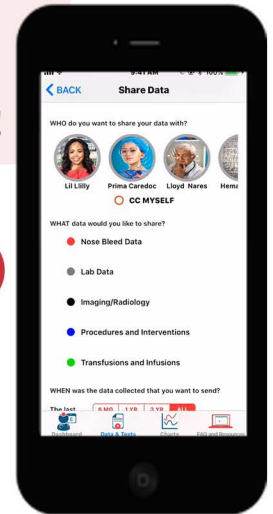 9:41 AM 100%
BACK Share Data
WHO do you want to share your data with?
Lil Llilly Prima Caredoc Lloyd Nares Hema
CC MYSELF
WHAT data would you like to share?
Nose Bleed Data
Lab Data
Imaging/Radiology
Procedures and Interventions
Transfusions and Infusions
WHEN was the data collected that you want to send?
The last 6 MO 1 YR 3 YR ALL
Dashboard Data & Tests Charts FAQ and Resources